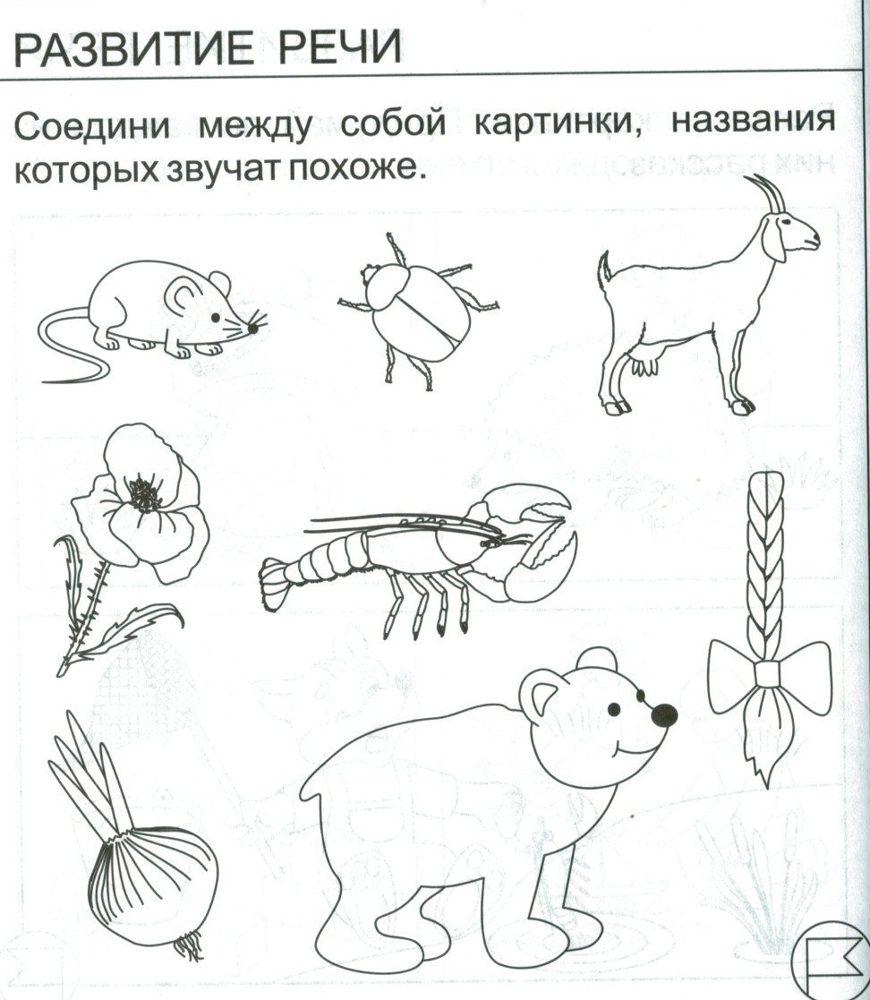 РАЗВИТИЕ РЕЧИ
Соедини между собой картинки, названия
которых звучат похоже.